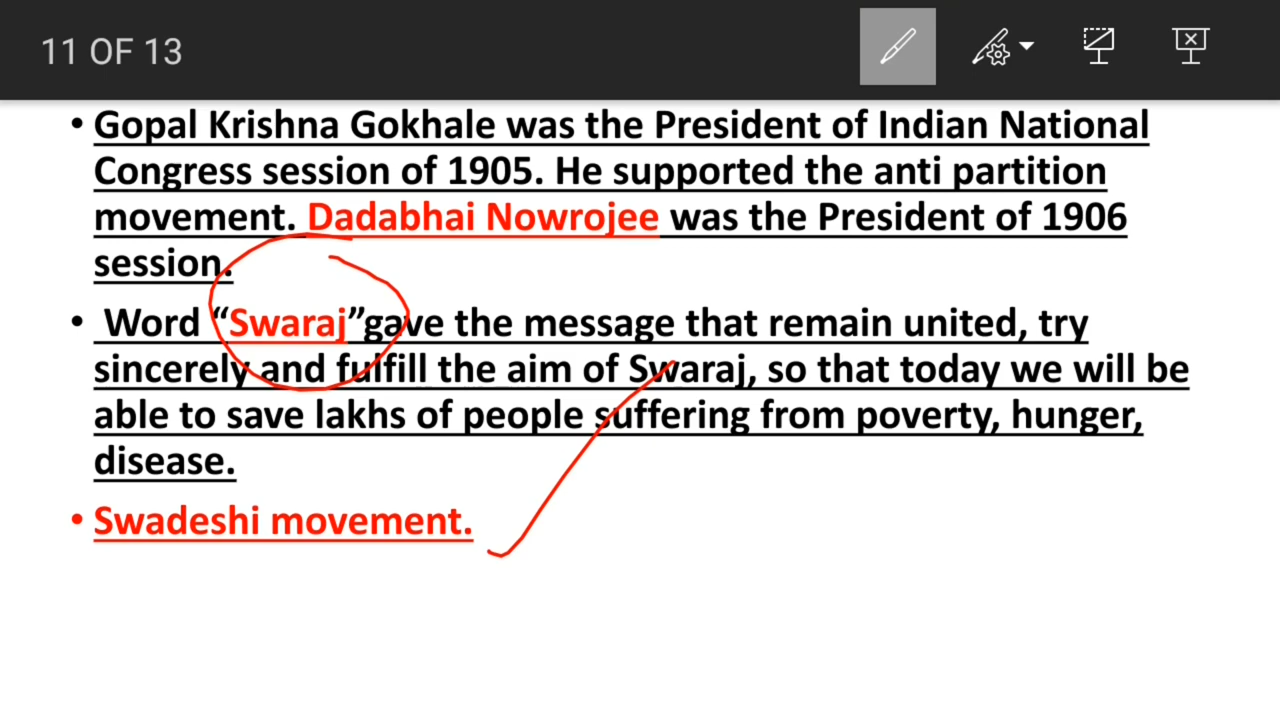 11 OF 13
• Gopal Krishna Gokhale was the President of Indian National
Congress session of 1905. He supported the anti partition
movement. Dadabhai Nowrojee was the President of 1906
session.
• Word “Swaraj”gave the message that remain united, try
sincerely and fulfill the aim of Swaraj, so that today we will be
able to save lakhs of people suffering from poverty, hunger,
disease.
• Swadeshi movement.